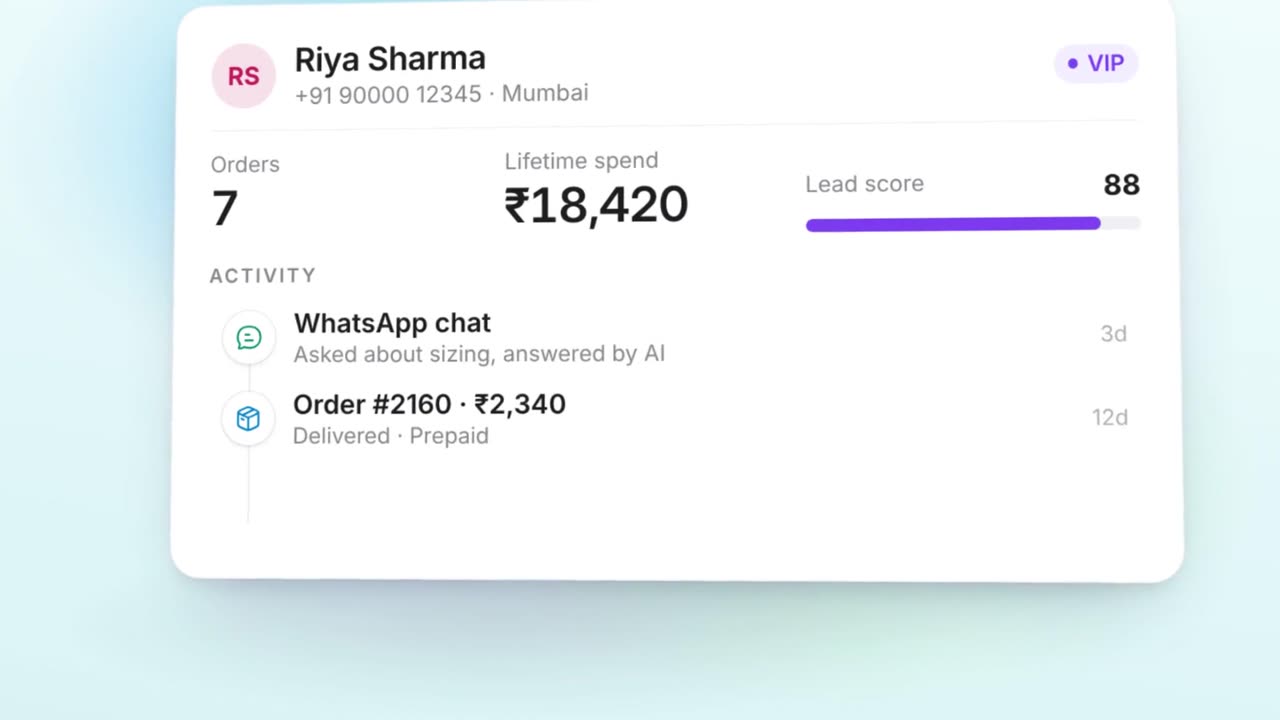 RS
Riya Sharma
+91 90000 12345 · Mumbai
• VIP
Orders
7
Lifetime spend
₹18,420
Lead score
88
ACTIVITY
WhatsApp chat
Asked about sizing, answered by AI
3d
Order #2160 · ₹2,340
Delivered · Prepaid
12d